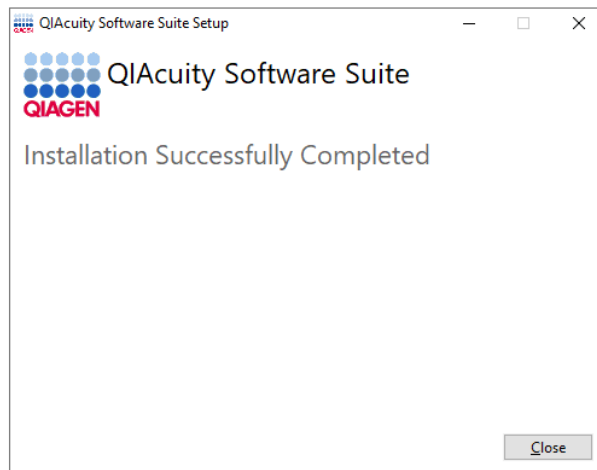 QIAcuity Software Suite Setup
QIAcuity Software Suite
QIAGEN
Installation Successfully Completed
Close